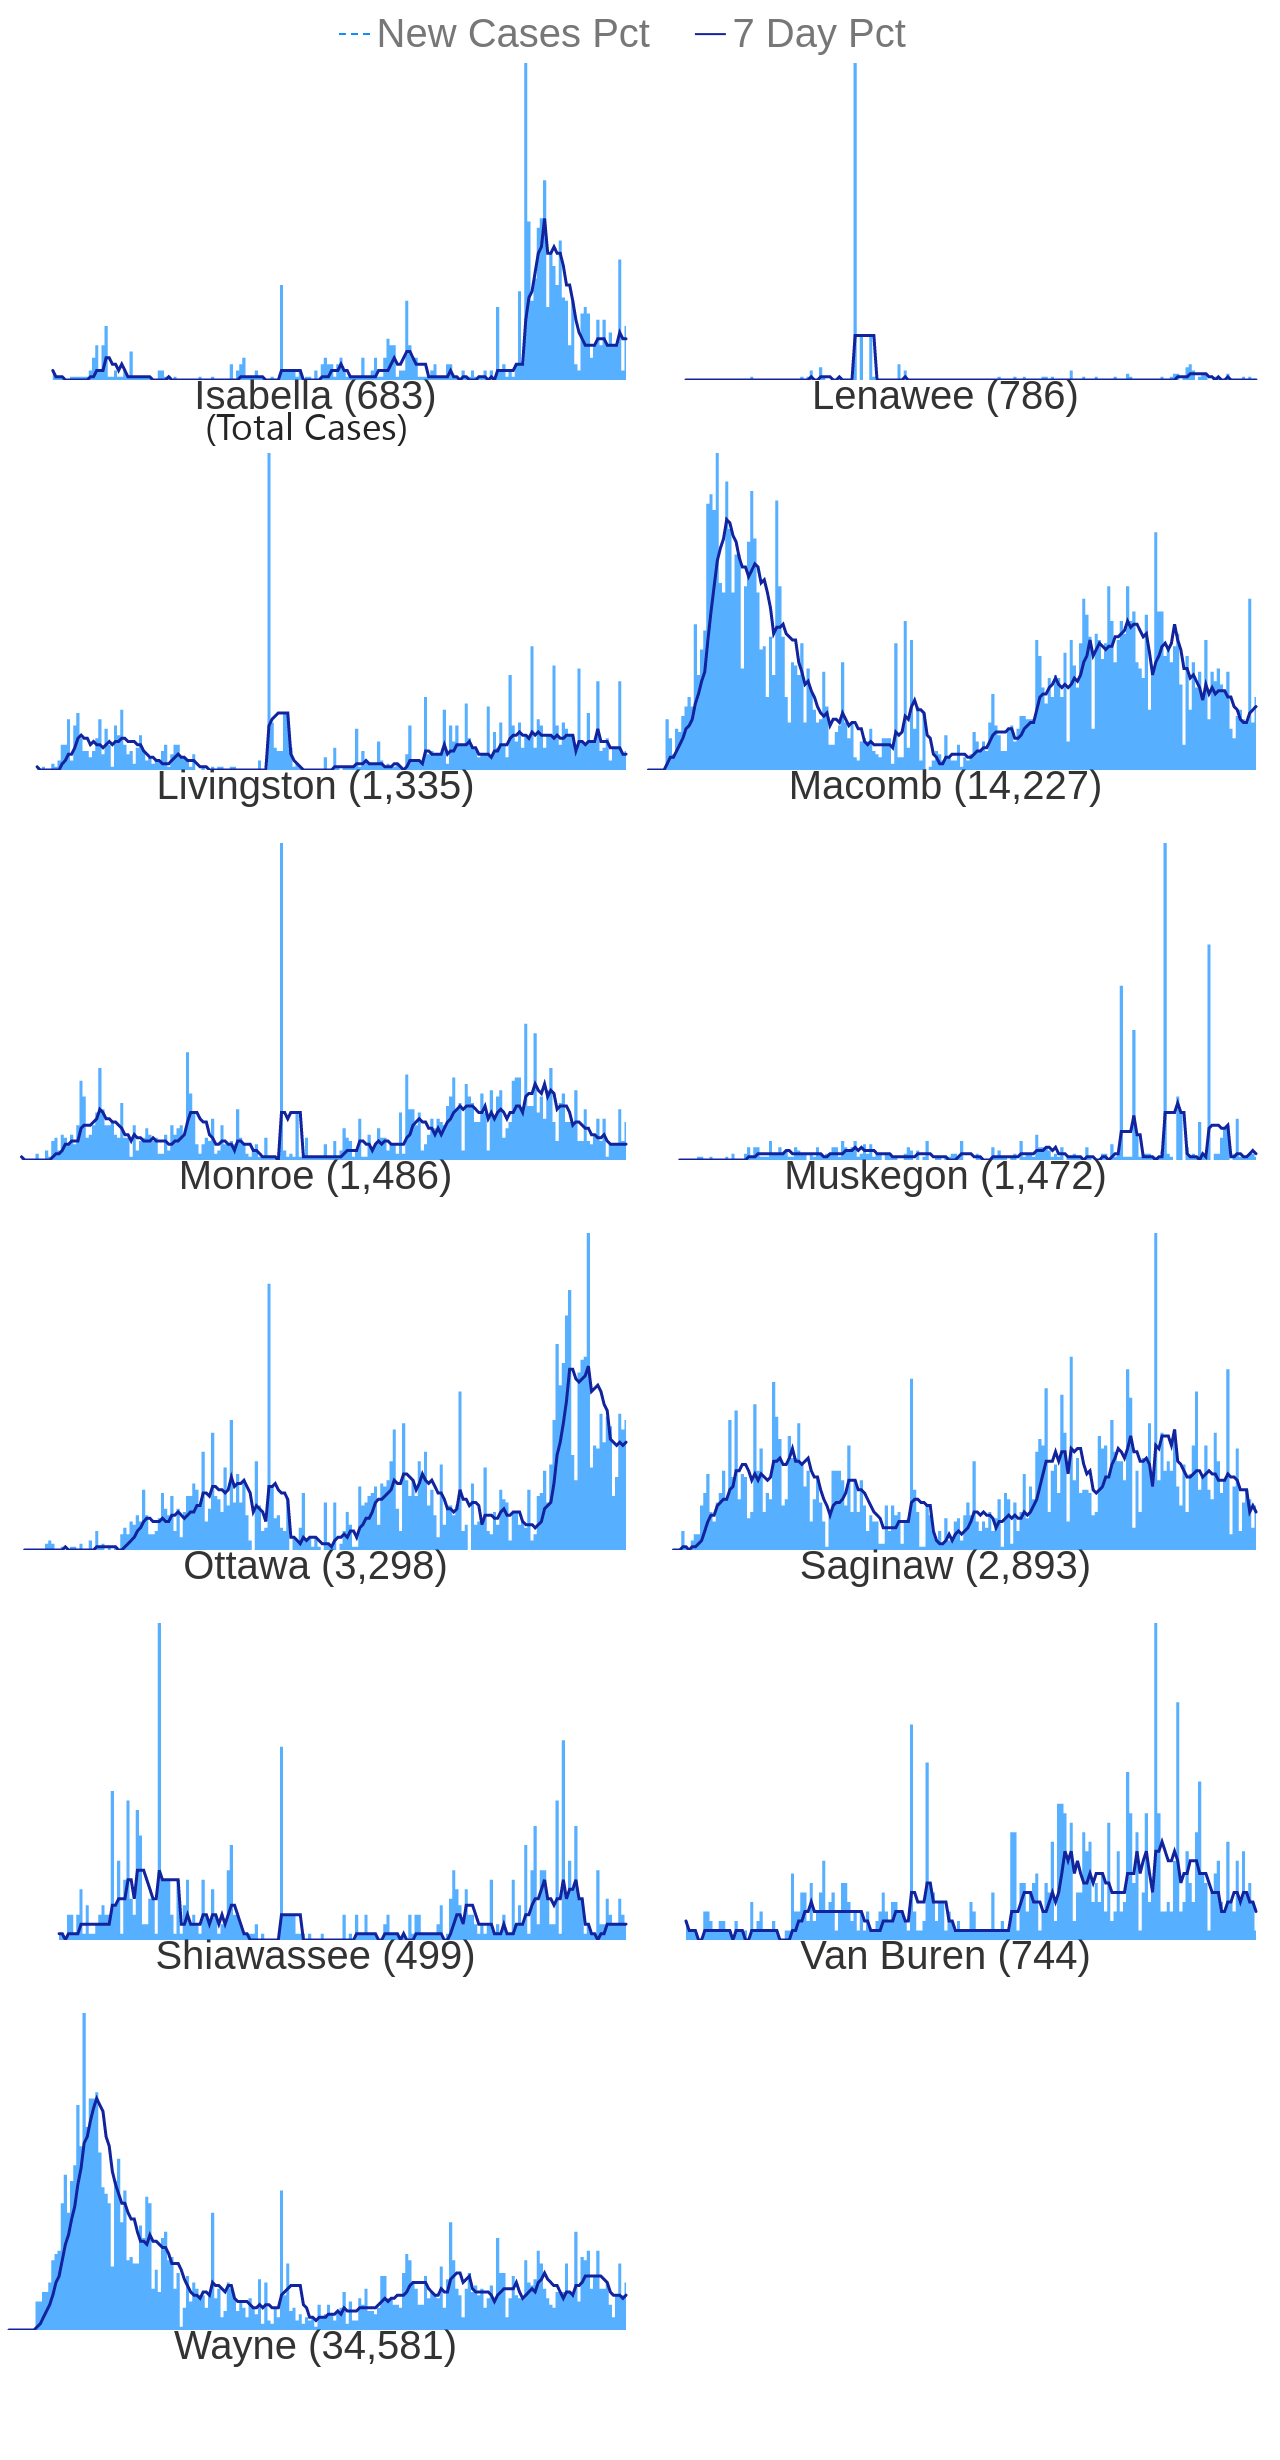 New Cases Pct 7 Day Pct
Isabella (683) Lenawee (786)
(Total Cases)
Livingston (1,335) Macomb (14,227)
Monroe (1,486) Muskegon (1,472)
Ottawa (3,298) Saginaw (2,893)
Shiawassee (499) Van Buren (744)
Wayne (34,581)